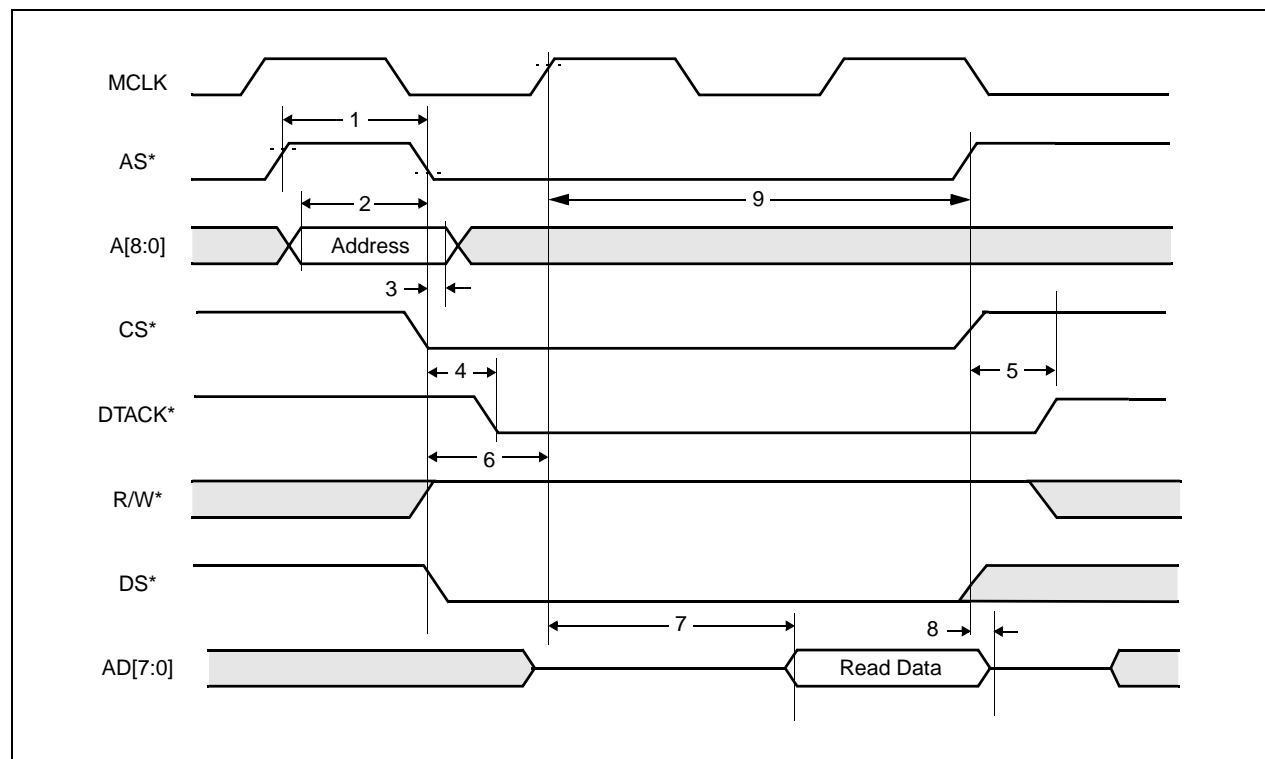 MCLK
1
AS*
2
9
A[8:0]
Address
3
CS*
4
5
DTACK*
6
R/W*
DS*
7
8
AD[7:0]
Read Data